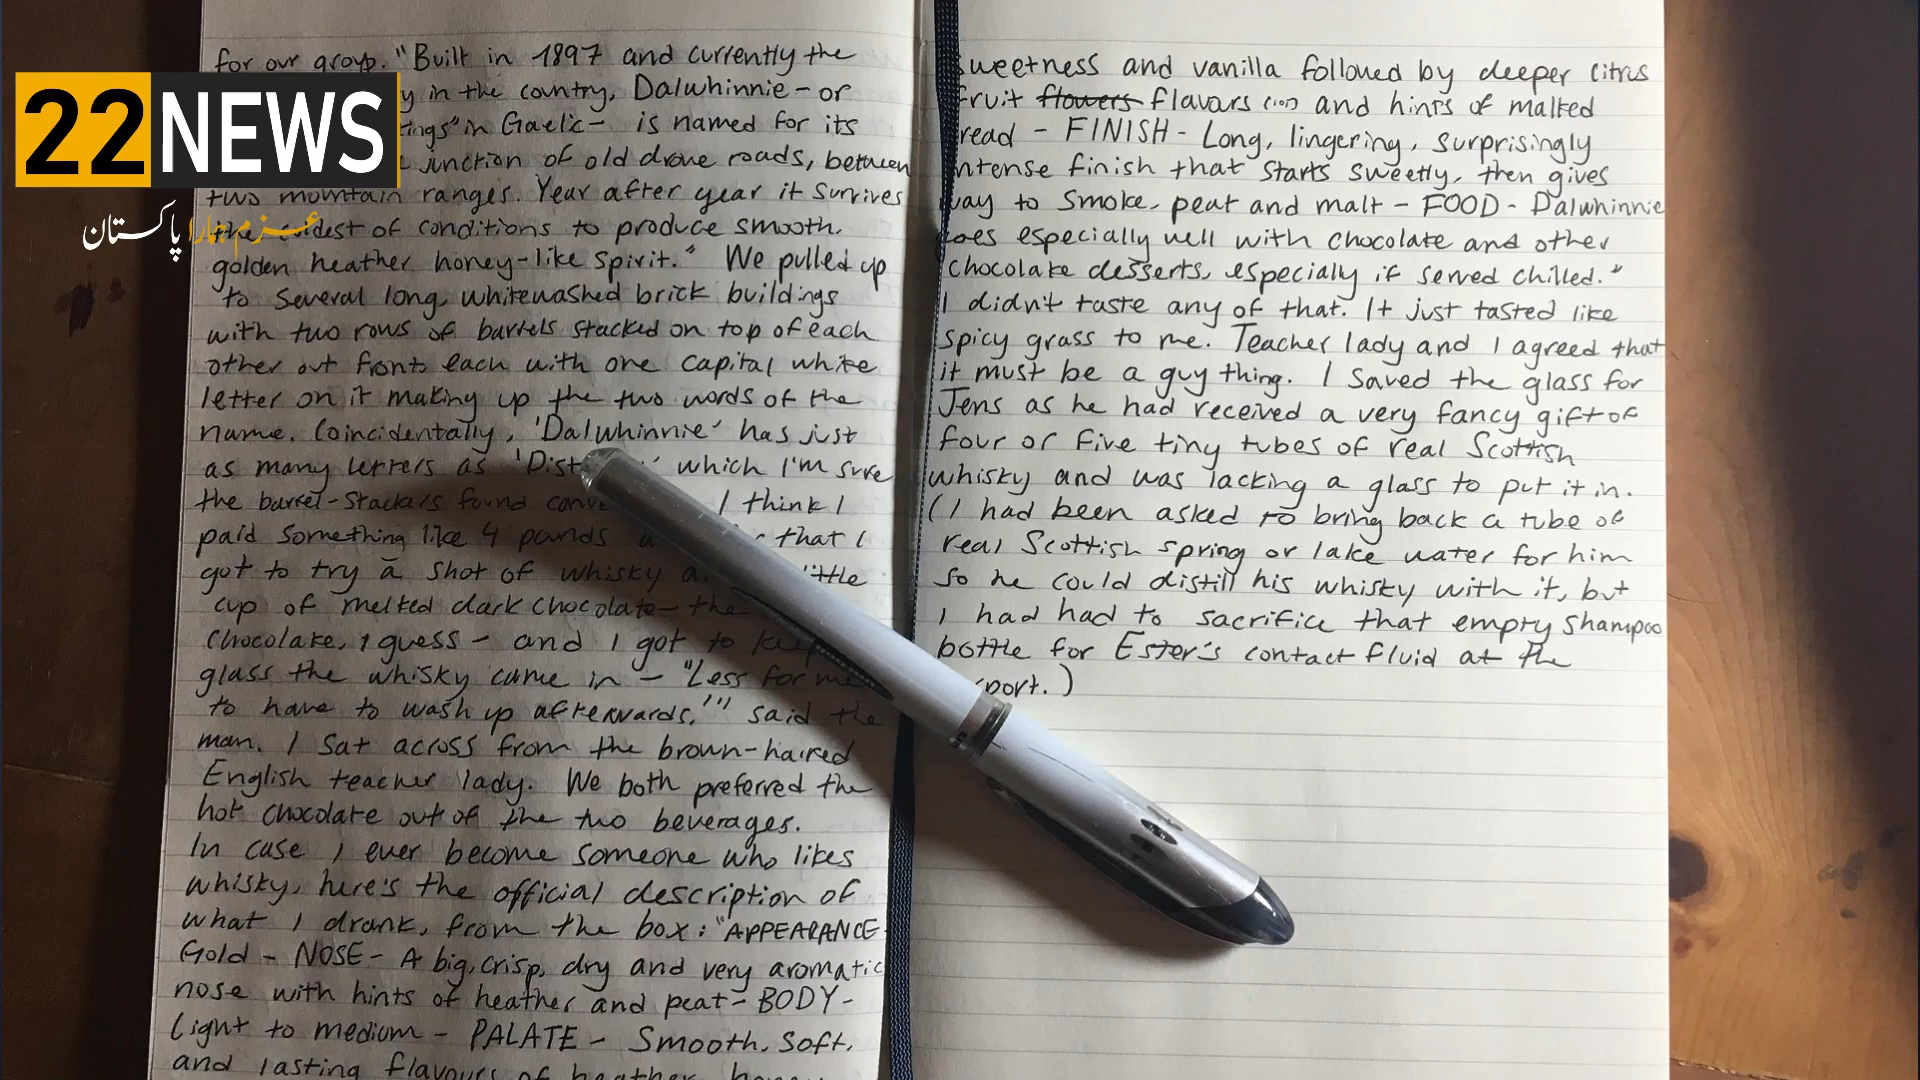 22NEWS
عزم ہمارا پاکستان
for our group. "Built in 1897 and currently the
y in the country, Dalwhinnie - or
tings" in Gaelic - is named for its
junction of old drove roads, between
two mountain ranges. Year after year it survives
the coldest of conditions to produce smooth,
golden heather honey-like spirit." We pulled up
to several long, whitewashed brick buildings
with two rows of barrels stacked on top of each
other out front, each with one capital white
letter on it making up the two words of the
name. Coincidentally, 'Dalwhinnie' has just
as many letters as 'Dist which I'm sure
the barrel-stackers found conve I think I
paid something like 4 pounds that I
got to try a shot of whisky a little
cup of melted dark chocolate - the
chocolate, I guess - and I got to keep
glass the whisky came in - "Less for me
to have to wash up afterwards,'" said the
man. I sat across from the brown-haired
English teacher lady. We both preferred the
hot chocolate out of the two beverages.
In case I ever become someone who likes
whisky, here's the official description of
what I drank, from the box: "APPEARANCE-
Gold - NOSE - A big, crisp, dry and very aromatic
nose with hints of heather and peat - BODY -
Light to medium - PALATE - Smooth, soft,
and lasting flavours of heather, honey
sweetness and vanilla followed by deeper citrus
fruit flowers flavors and hints of malted
read - FINISH - Long, lingering, surprisingly
intense finish that starts sweetly, then gives
way to smoke, peat and malt - FOOD - Dalwhinnie
does especially well with chocolate and other
chocolate desserts, especially if served chilled."
I didn't taste any of that. It just tasted like
spicy grass to me. Teacher lady and I agreed that
it must be a guy thing. I saved the glass for
Jens as he had received a very fancy gift of
four or five tiny tubes of real Scottish
whisky and was lacking a glass to put it in.
(I had been asked to bring back a tube of
real Scottish spring or lake water for him
so he could distill his whisky with it, but
I had had to sacrifice that empty shampoo
bottle for Ester's contact fluid at the
port.)